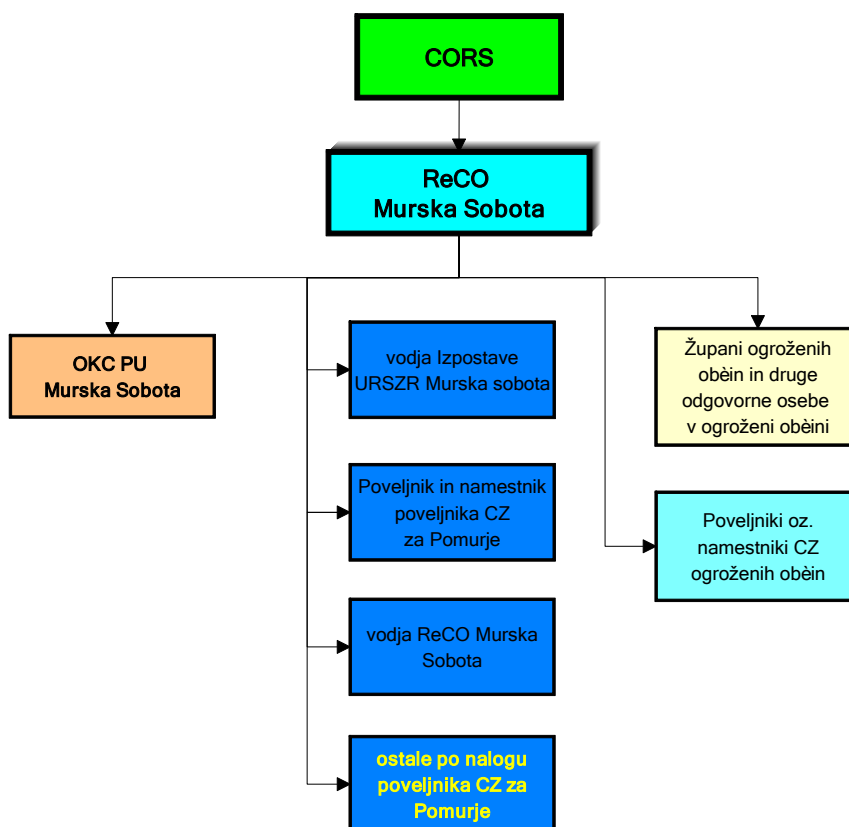 CORS
ReCO
Murska Sobota
OKC PU
Murska Sobota
vodja Izpostave
URSZR Murska sobota
Župani ogroženih
obèin in druge
odgovorne osebe
v ogroženi obèini
Poveljnik in namestnik
poveljnika CZ
za Pomurje
Poveljniki oz.
namestniki CZ
ogroženih obèin
vodja ReCO Murska
Sobota
ostale po nalogu
poveljnika CZ za
Pomurje